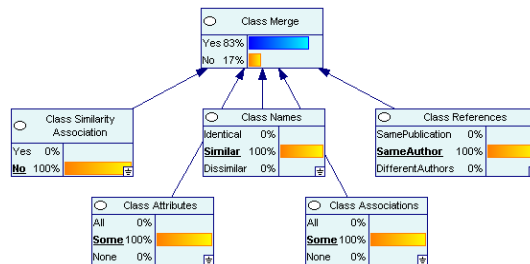 Class Merge
Yes 83%
No 17%
Class Similarity
Association
Yes 0%
No 100%
Class Names
Identical 0%
Similar 100%
Dissimilar 0%
Class References
SamePublication 0%
SameAuthor 100%
DifferentAuthors 0%
Class Attributes
All 0%
Some 100%
None 0%
Class Associations
All 0%
Some 100%
None 0%